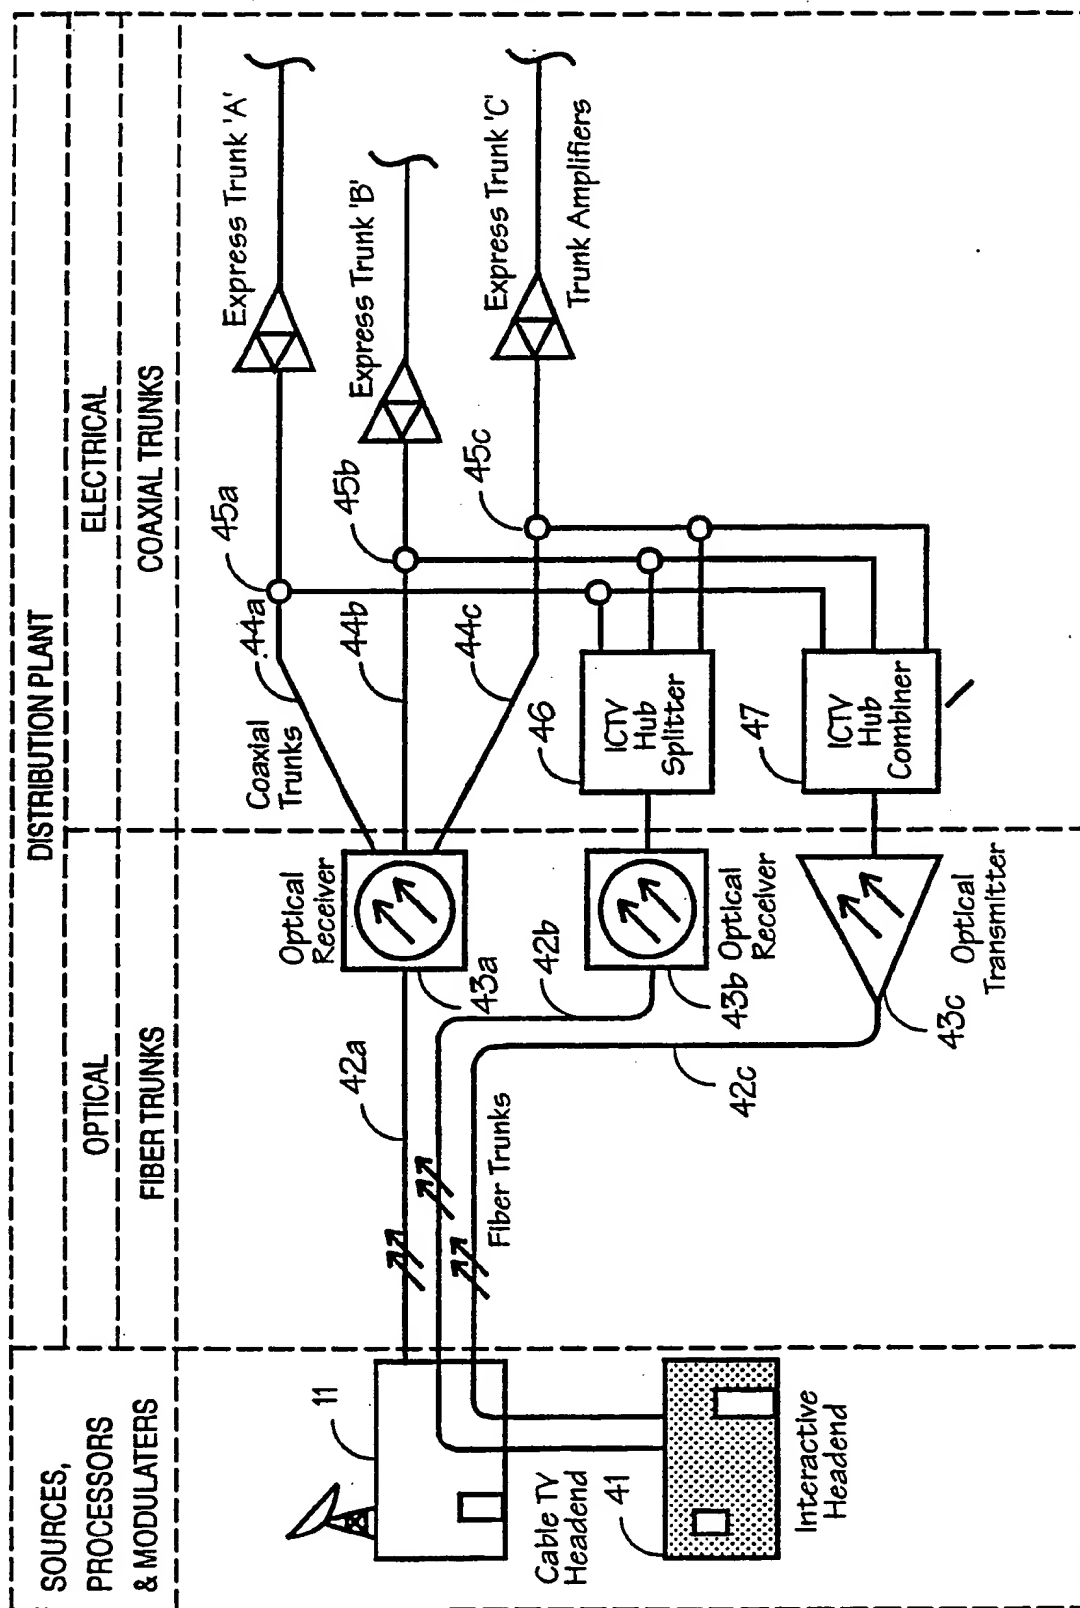 SOURCES,
PROCESSORS
& MODULATERS
DISTRIBUTION PLANT
OPTICAL
ELECTRICAL
FIBER TRUNKS
COAXIAL TRUNKS
11
Cable TV
Headend
41
Interactive
Headend
42a
Fiber Trunks
42b
42c
Optical
Receiver
43a
Optical
Receiver
43b
Optical
Transmitter
43c
Coaxial
Trunks
44a
44b
44c
45a
45b
45c
46
ICTV
Hub
Splitter
47
ICTV
Hub
Combiner
Express Trunk 'A'
Express Trunk 'B'
Express Trunk 'C'
Trunk Amplifiers